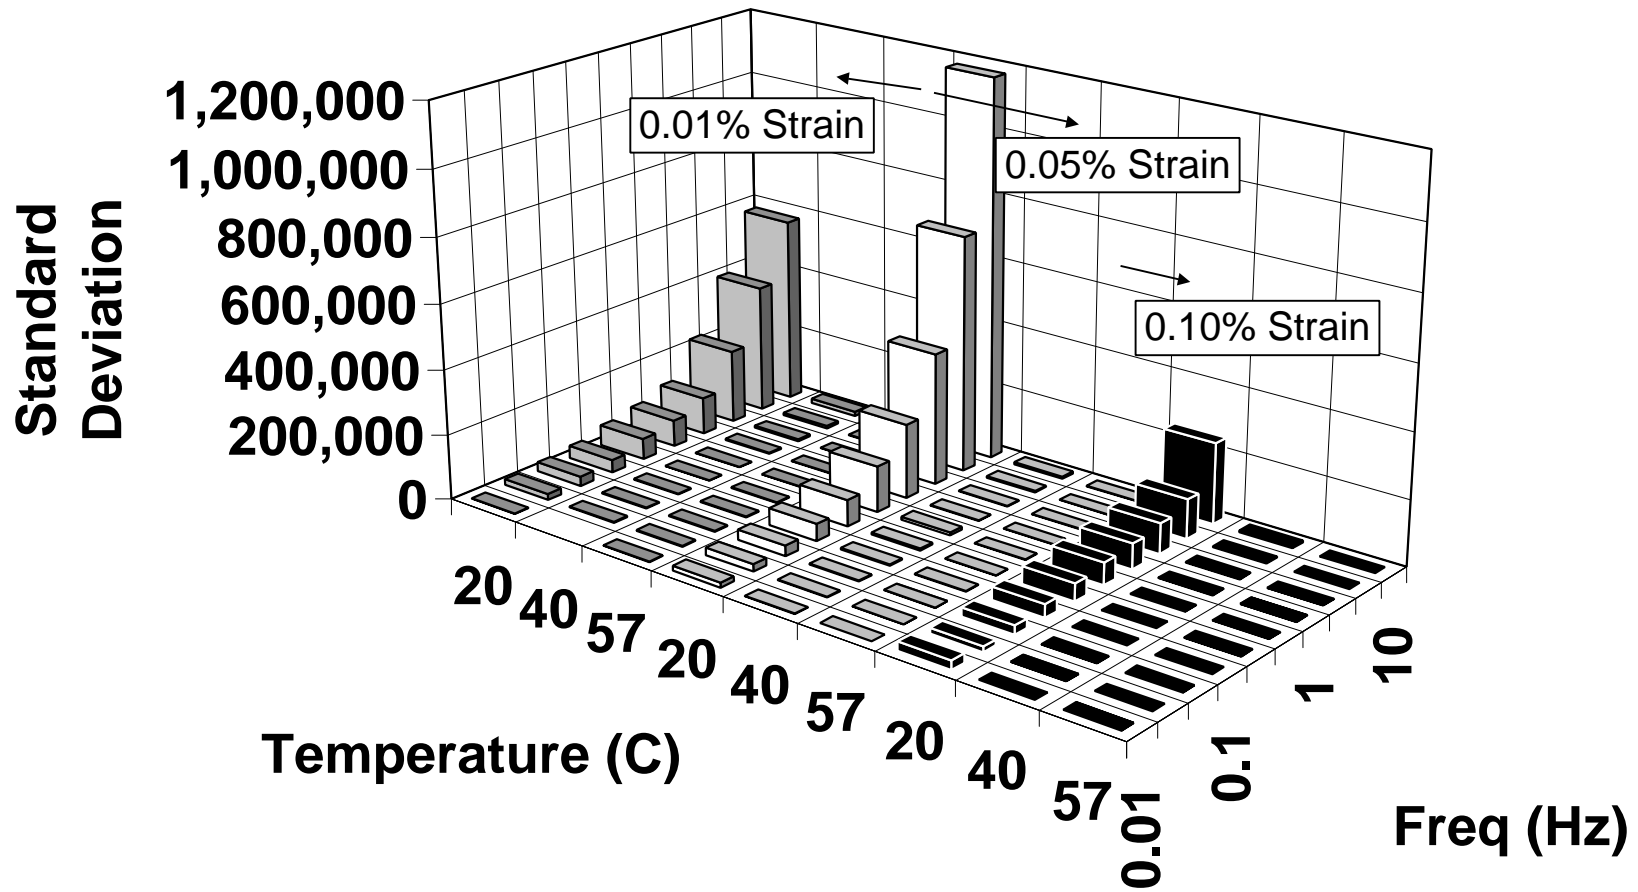 1,200,000
1,000,000
800,000
600,000
400,000
200,000
0
Standard
Deviation
0.01% Strain
0.05% Strain
0.10% Strain
20
40
57
20
40
57
20
40
57
Temperature (C)
0.01
0.1
1
10
Freq (Hz)